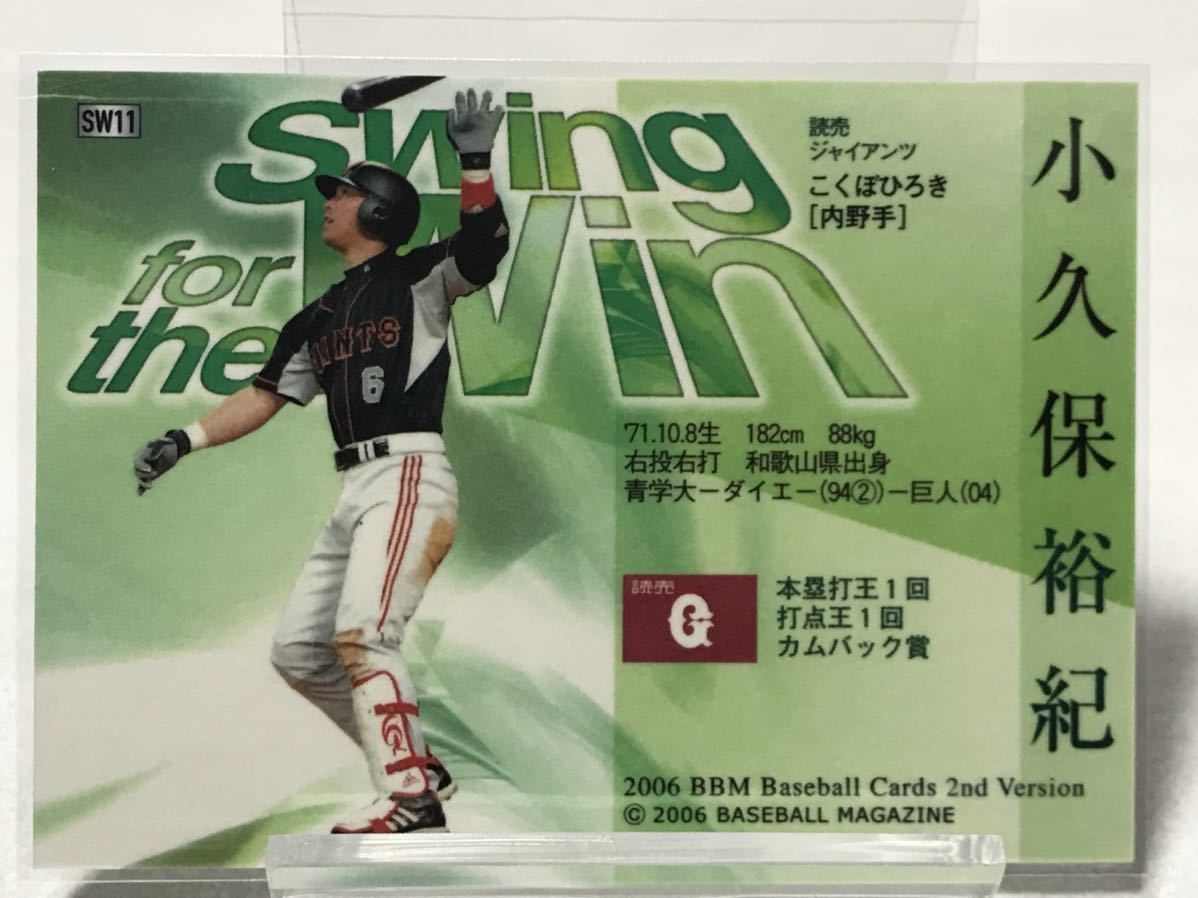 SW11
Swing
for
the Win
読売
ジャイアンツ
こくぼひろき
[内野手]
小久保裕紀
GIANTS
6
'71.10.8生 182cm 88kg
右投右打 和歌山県出身
青学大－ダイエー(94②)－巨人(04)
読売
G
本塁打王1回
打点王1回
カムバック賞
2006 BBM Baseball Cards 2nd Version
© 2006 BASEBALL MAGAZINE